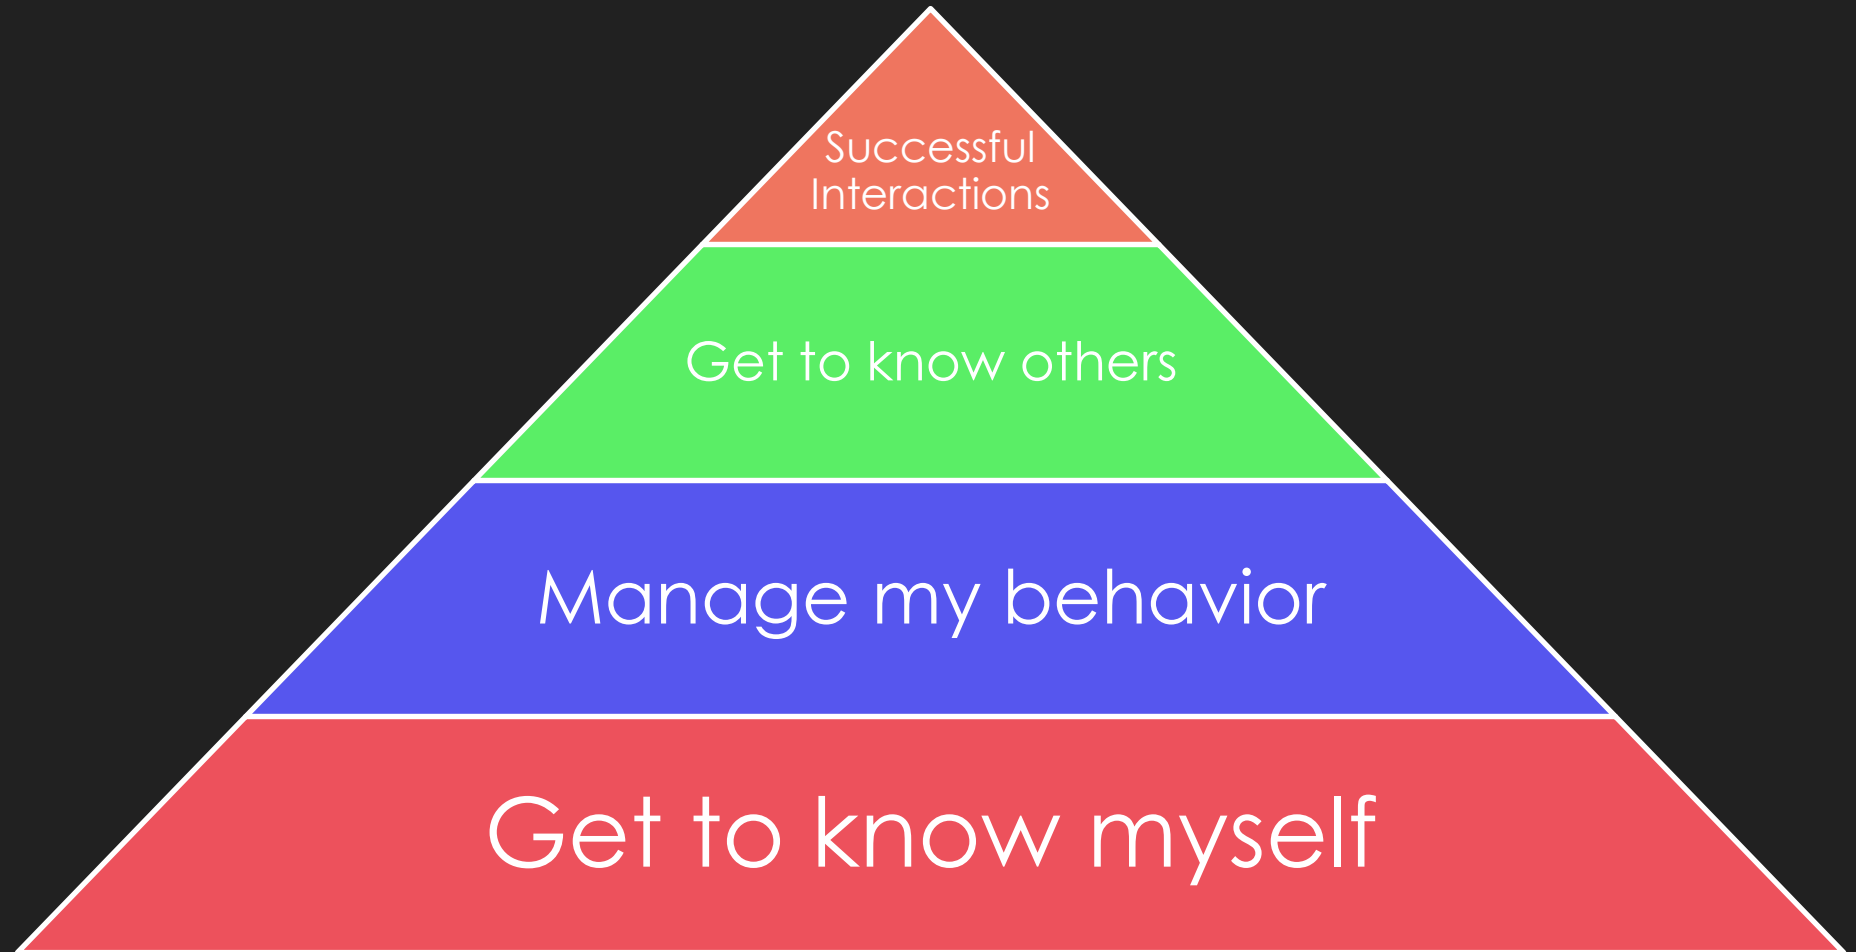 Successful
Interactions
Get to know others
Manage my behavior
Get to know myself